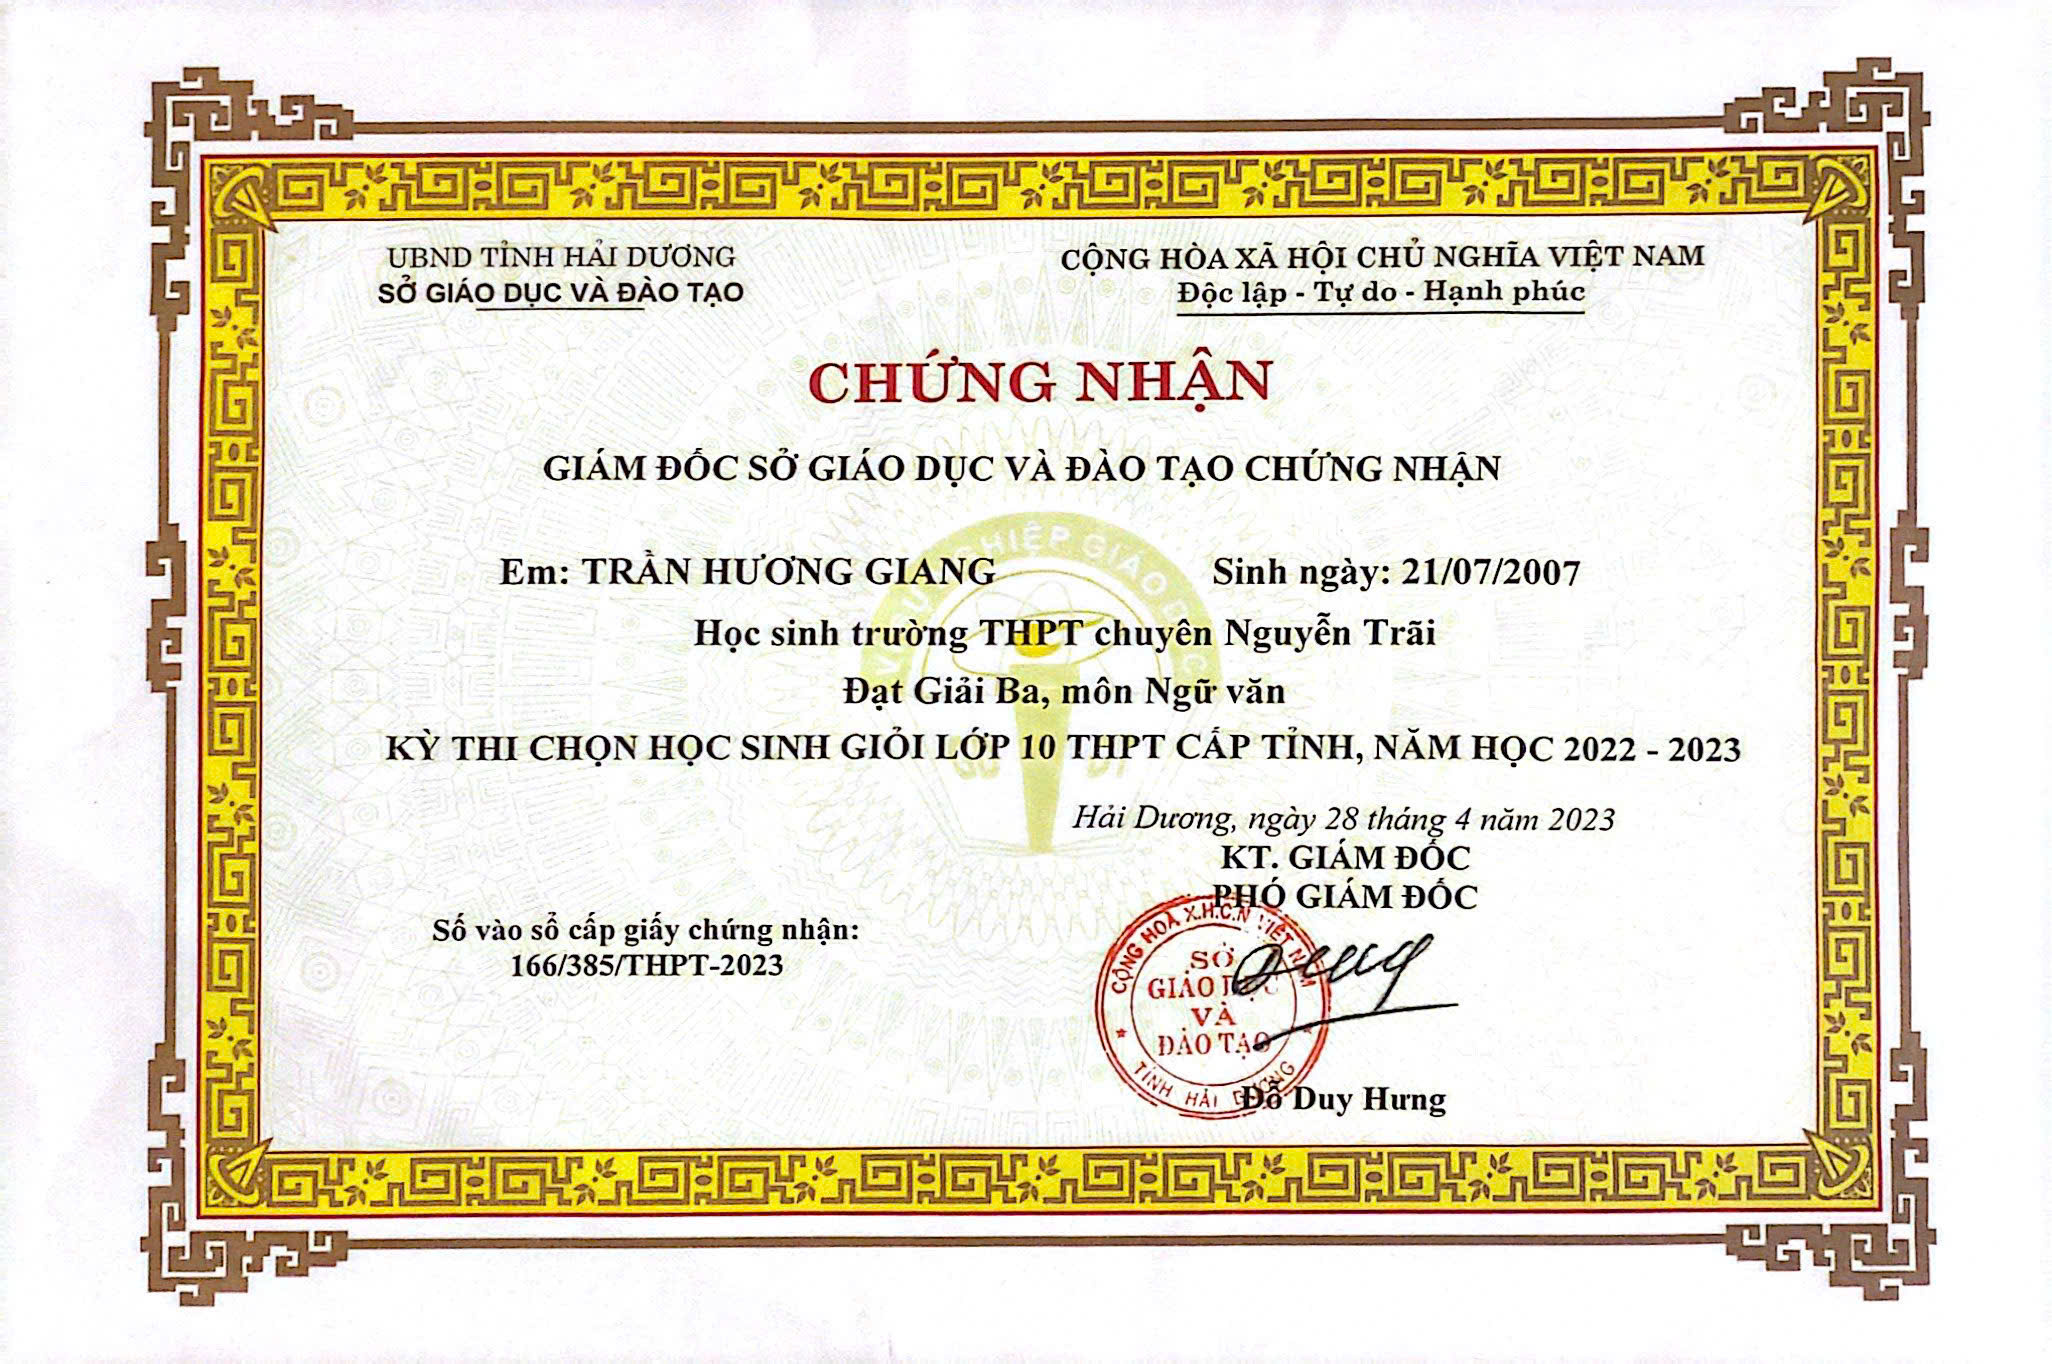 UBND TỈNH HẢI DƯƠNG
SỞ GIÁO DỤC VÀ ĐÀO TẠO
CỘNG HÒA XÃ HỘI CHỦ NGHĨA VIỆT NAM
Độc lập - Tự do - Hạnh phúc
CHỨNG NHẬN
GIÁM ĐỐC SỞ GIÁO DỤC VÀ ĐÀO TẠO CHỨNG NHẬN
Em: TRẦN HƯƠNG GIANG Sinh ngày: 21/07/2007
Học sinh trường THPT chuyên Nguyễn Trãi
Đạt Giải Ba, môn Ngữ văn
KỲ THI CHỌN HỌC SINH GIỎI LỚP 10 THPT CẤP TỈNH, NĂM HỌC 2022 - 2023
Hải Dương, ngày 28 tháng 4 năm 2023
KT. GIÁM ĐỐC
PHÓ GIÁM ĐỐC
Số vào sổ cấp giấy chứng nhận:
166/385/THPT-2023
CỘNG HOÀ X.H.C.N VIỆT NAM
SỞ
GIÁO DỤC
VÀ
ĐÀO TẠO
TỈNH HẢI DƯƠNG
Đỗ Duy Hưng